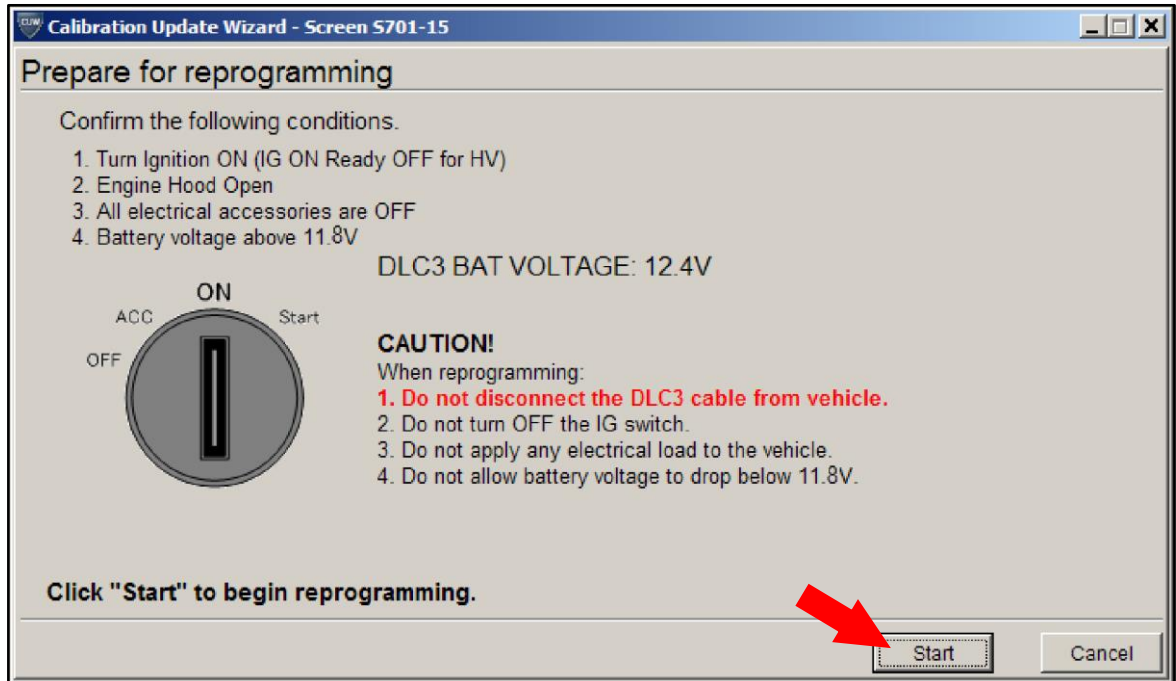 CUW Calibration Update Wizard - Screen S701-15
Prepare for reprogramming
Confirm the following conditions.
1. Turn Ignition ON (IG ON Ready OFF for HV)
2. Engine Hood Open
3. All electrical accessories are OFF
4. Battery voltage above 11.8V
DLC3 BAT VOLTAGE: 12.4V
ON
ACC
Start
OFF
CAUTION!
When reprogramming:
1. Do not disconnect the DLC3 cable from vehicle.
2. Do not turn OFF the IG switch.
3. Do not apply any electrical load to the vehicle.
4. Do not allow battery voltage to drop below 11.8V.
Click "Start" to begin reprogramming.
Start
Cancel